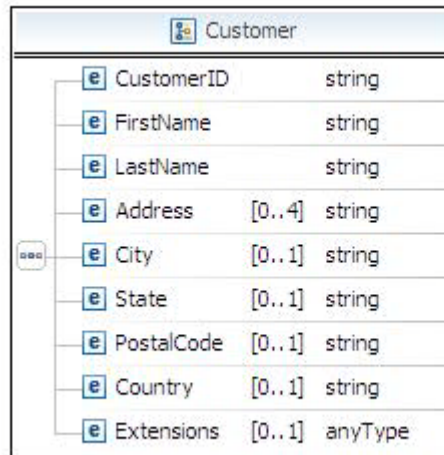 Customer
e CustomerID string
e FirstName string
e LastName string
e Address [0..4] string
e City [0..1] string
e State [0..1] string
e PostalCode [0..1] string
e Country [0..1] string
e Extensions [0..1] anyType